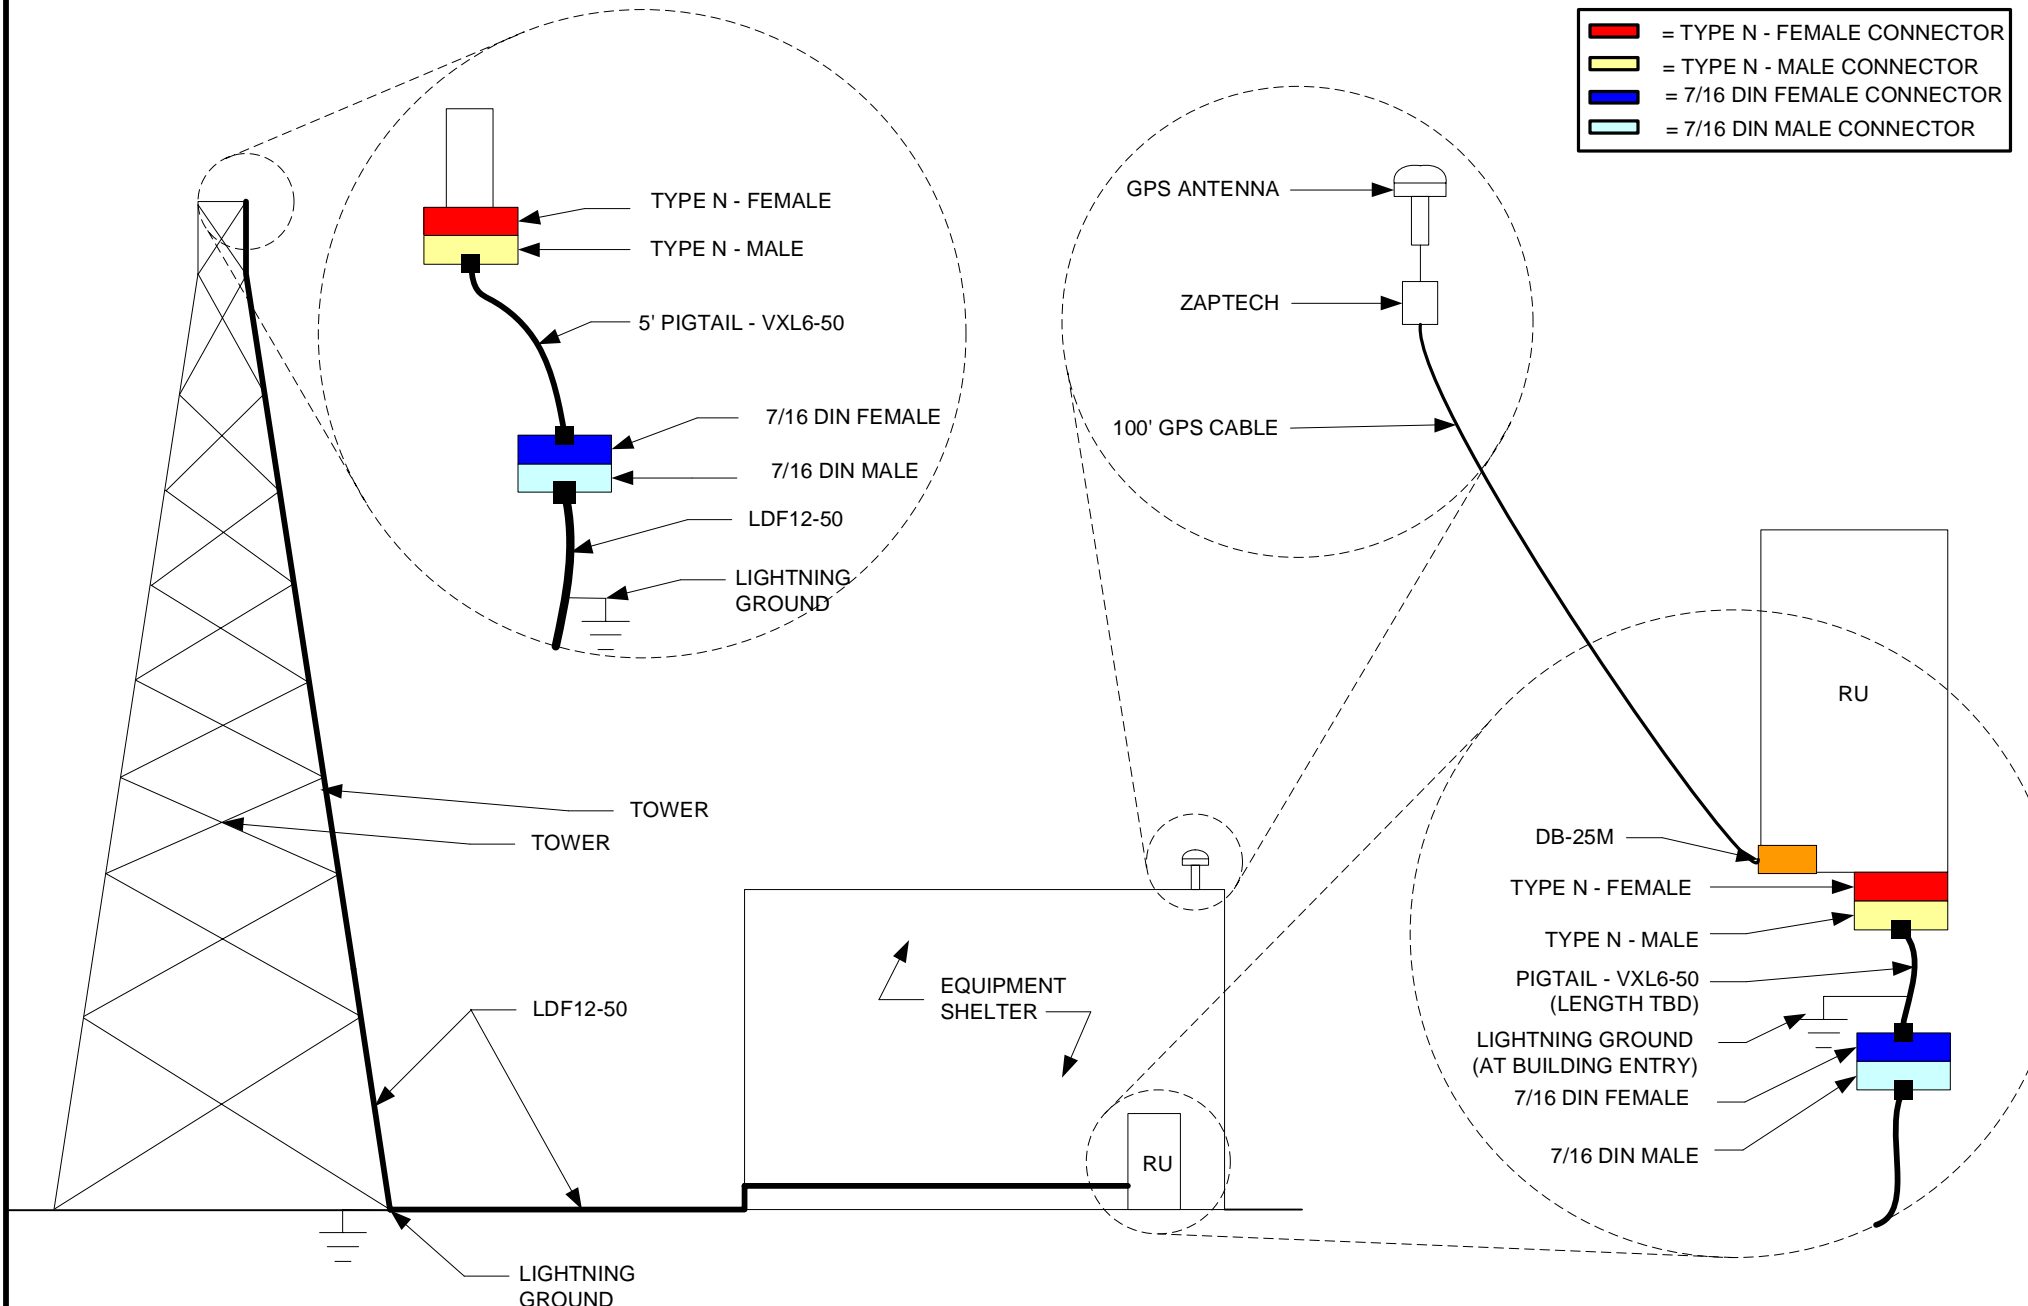 = TYPE N - FEMALE CONNECTOR
= TYPE N - MALE CONNECTOR
= 7/16 DIN FEMALE CONNECTOR
= 7/16 DIN MALE CONNECTOR
TYPE N - FEMALE
TYPE N - MALE
5' PIGTAIL - VXL6-50
7/16 DIN FEMALE
7/16 DIN MALE
LDF12-50
LIGHTNING
GROUND
GPS ANTENNA
ZAPTECH
100' GPS CABLE
RU
DB-25M
TYPE N - FEMALE
TYPE N - MALE
PIGTAIL - VXL6-50
(LENGTH TBD)
LIGHTNING GROUND
(AT BUILDING ENTRY)
7/16 DIN FEMALE
7/16 DIN MALE
TOWER
TOWER
LDF12-50
EQUIPMENT
SHELTER
RU
LIGHTNING
GROUND